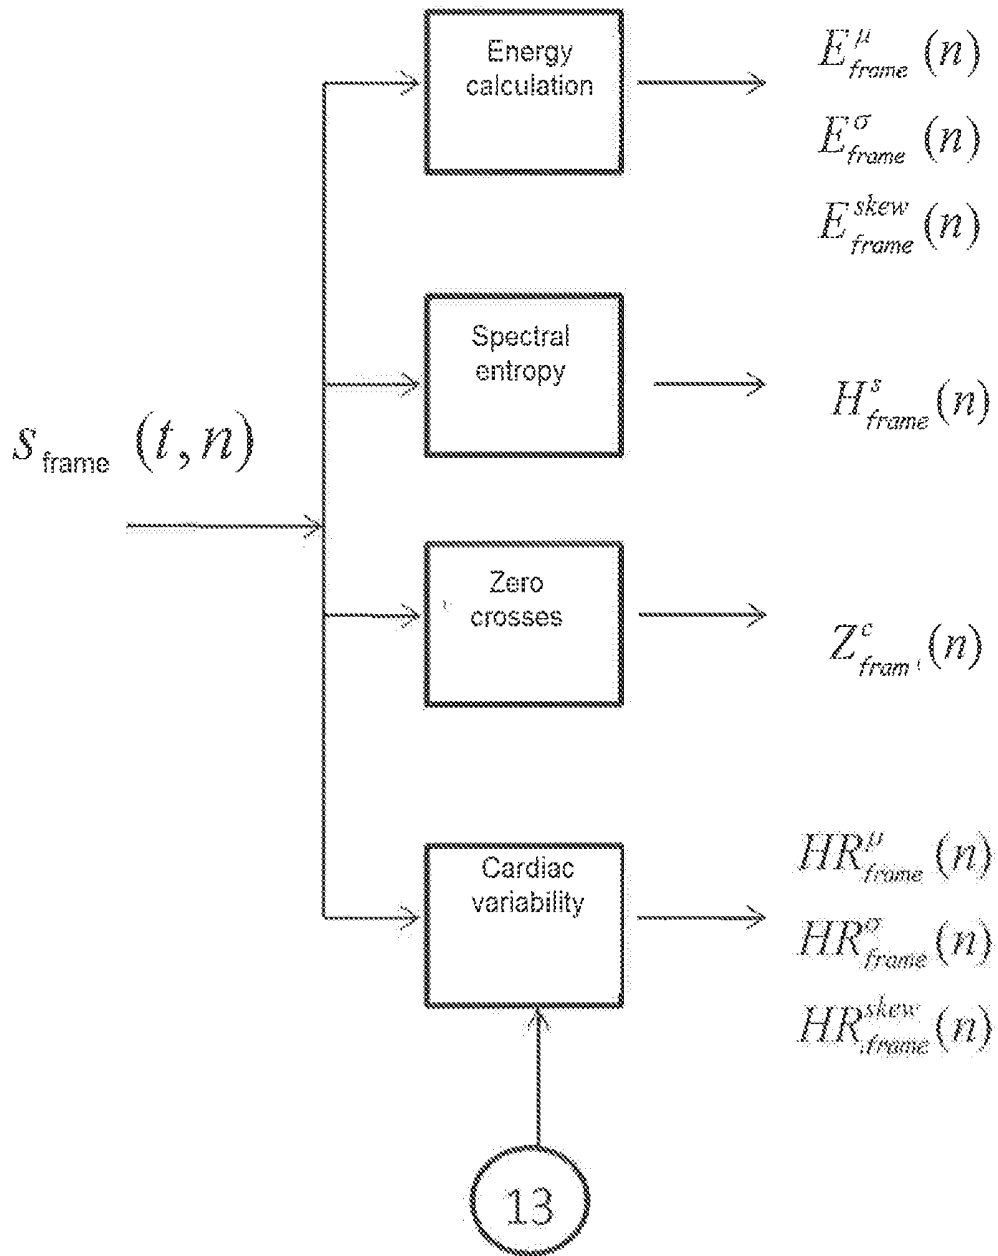 Energy
calculation
E^μ_frame (n)
E^σ_frame (n)
E^skew_frame (n)
Spectral
entropy
H^s_frame (n)
s_frame (t, n)
Zero
crosses
Z^c_fram (n)
Cardiac
variability
HR^μ_frame (n)
HR^σ_frame (n)
HR^skew_frame (n)
13